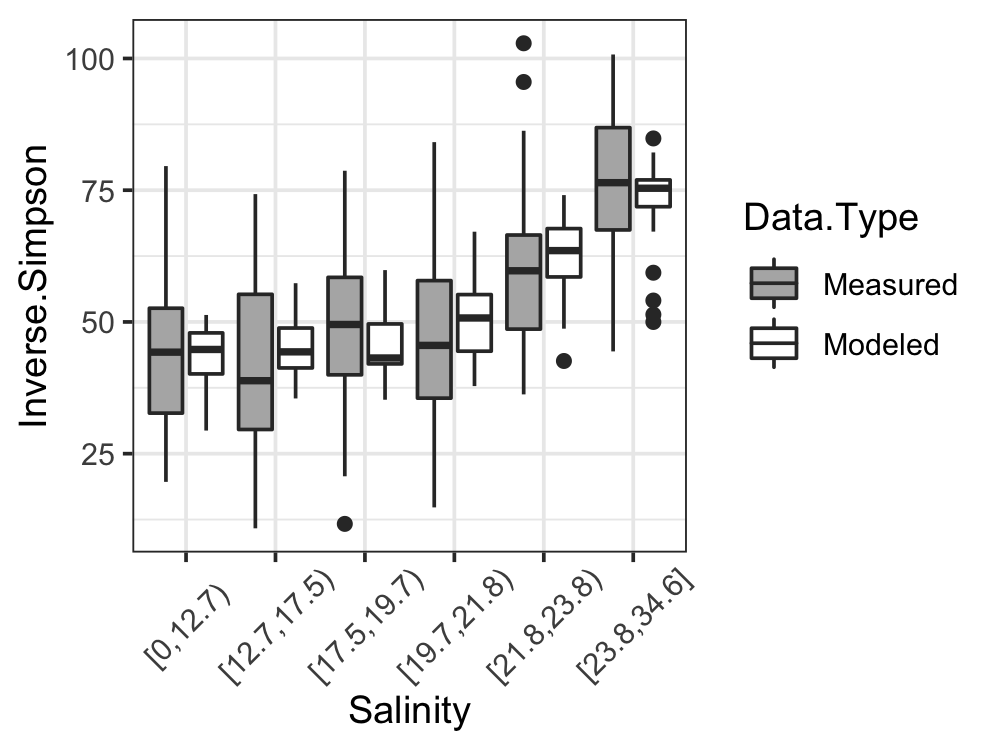 Inverse.Simpson
100
75
50
25
[0,12.7)
[12.7,17.5)
[17.5,19.7)
[19.7,21.8)
[21.8,23.8)
[23.8,34.6]
Salinity
Data.Type
Measured
Modeled